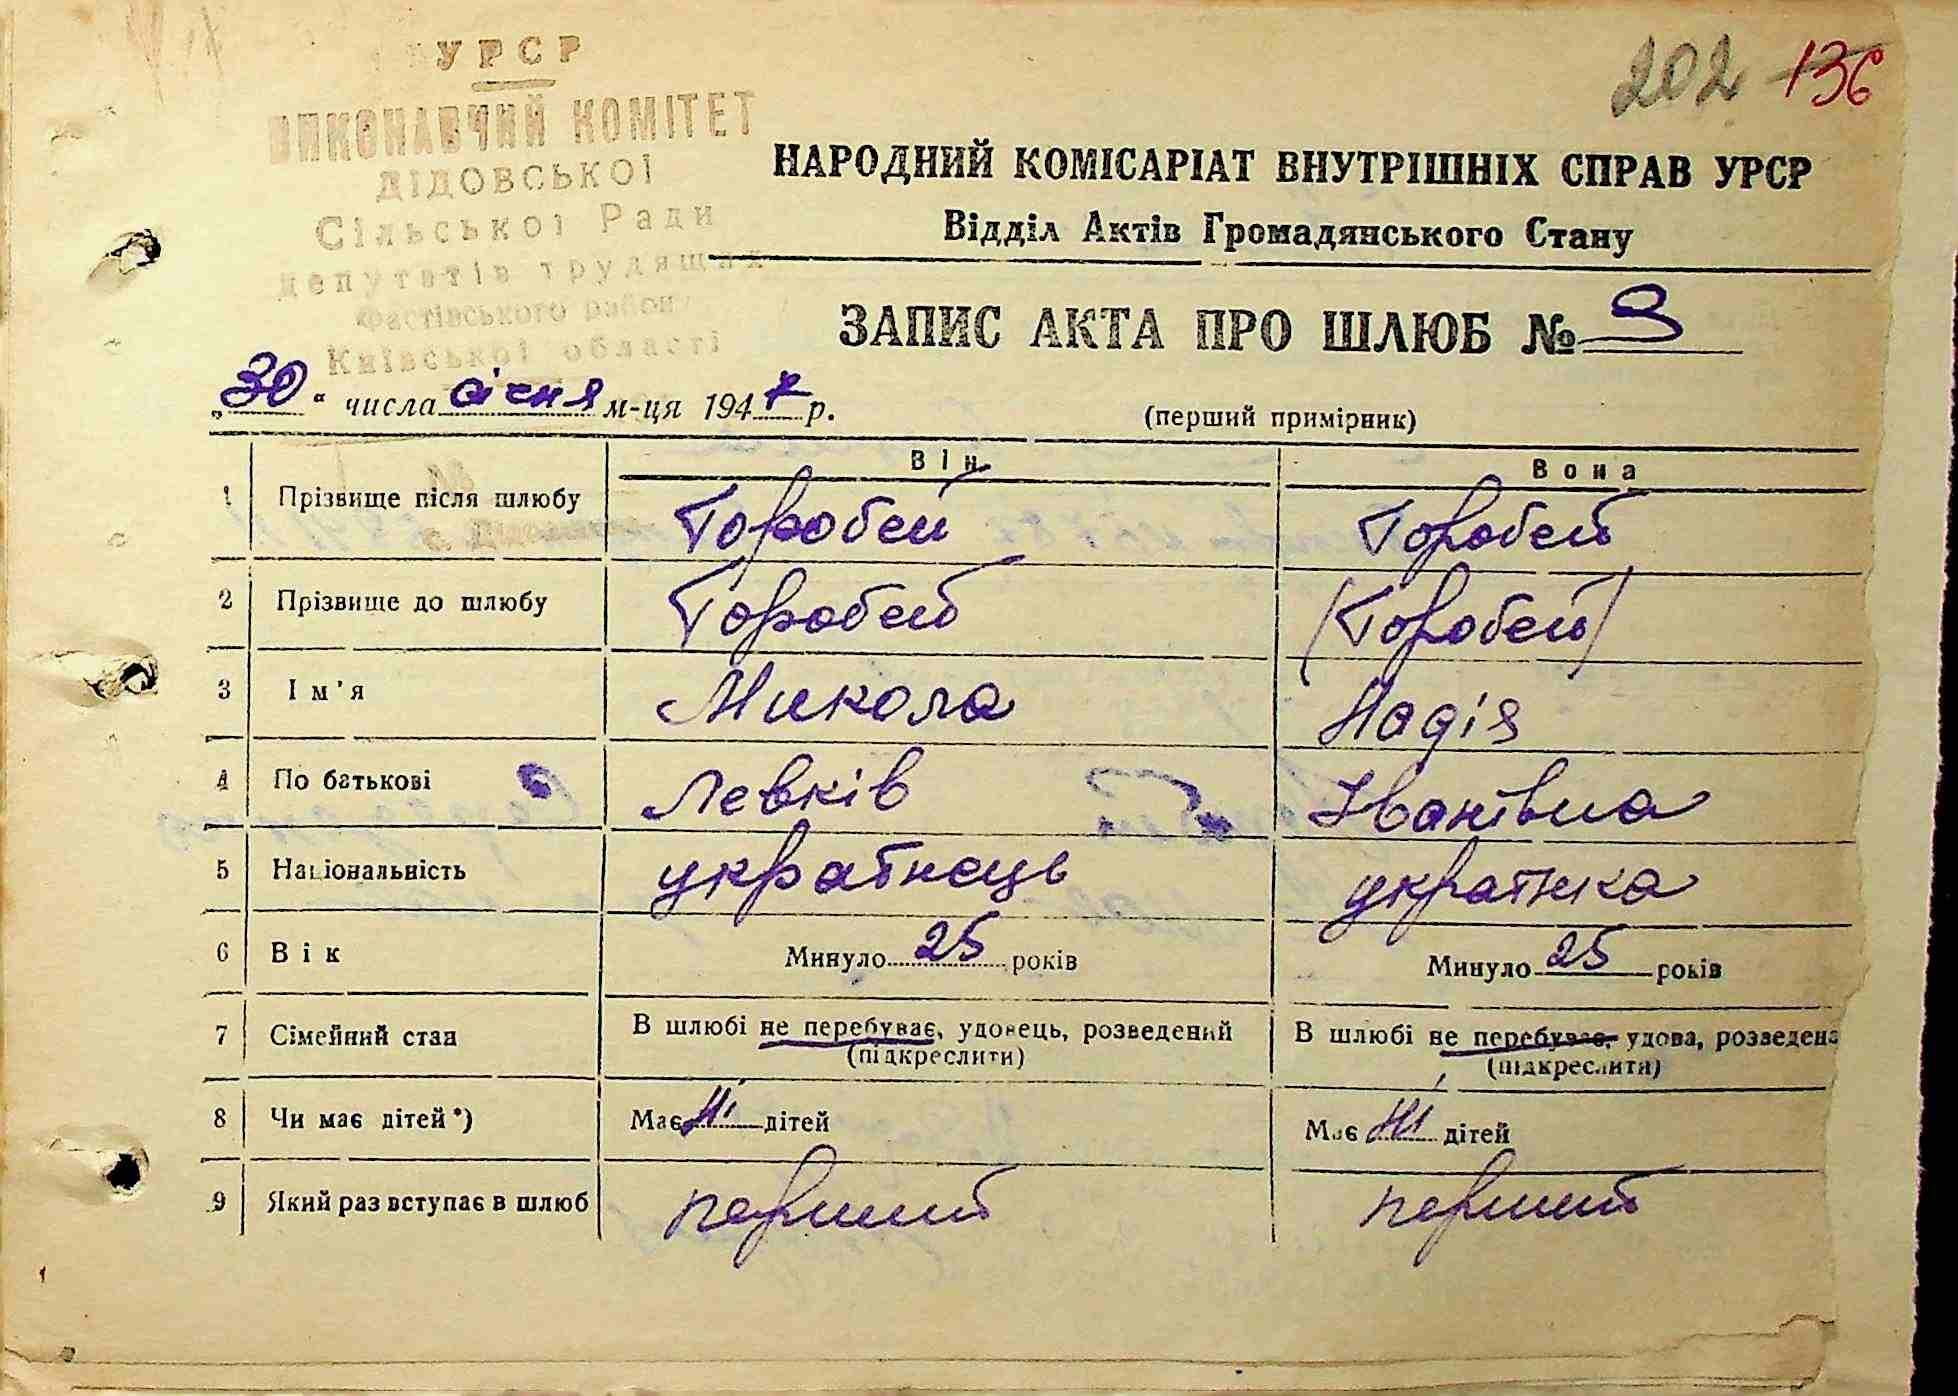 УРСР
ВИКОНАВЧИЙ КОМІТЕТ
ДІДОВСЬКОЇ
Сільської Ради
депутатів трудящих
Фастівського району
Київської області
202 136
НАРОДНИЙ КОМІСАРІАТ ВНУТРІШНІХ СПРАВ УРСР
Відділ Актів Громадянського Стану
ЗАПИС АКТА ПРО ШЛЮБ № 9
„30“ числа січня м-ця 1947 р.
(перший примірник)
Він Вона
1 Прізвище після шлюбу Горобей Горобей
2 Прізвище до шлюбу Горобей (Горобей)
3 Ім'я Микола Надія
4 По батькові Левків Іванівна
5 Національність українець українка
6 Вік Минуло 25 років Минуло 25 років
7 Сімейний стан В шлюбі не перебуває, удовець, розведений В шлюбі не перебуває, удова, розведена
(підкреслити) (підкреслити)
8 Чи має дітей *) Має ні дітей Має ні дітей
9 Який раз вступає в шлюб перший перший